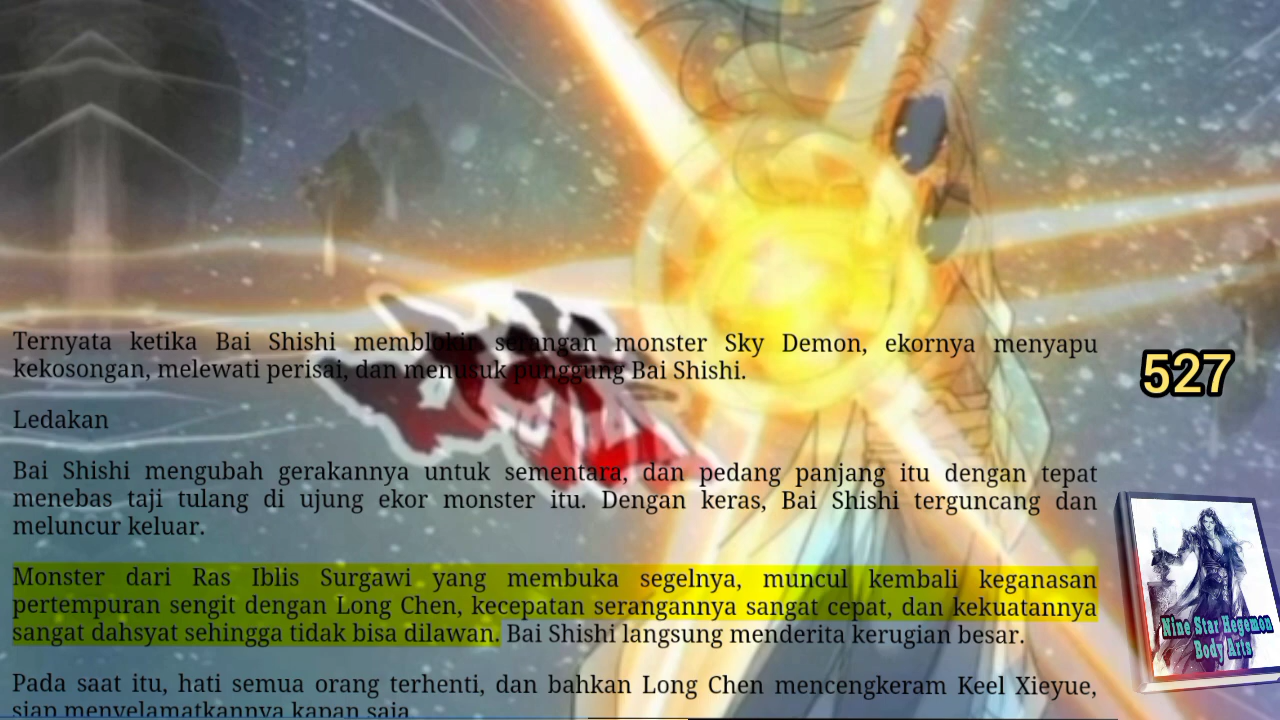 Ternyata ketika Bai Shishi memblokir serangan monster Sky Demon, ekornya menyapu
kekosongan, melewati perisai, dan menusuk punggung Bai Shishi.
Ledakan
Bai Shishi mengubah gerakannya untuk sementara, dan pedang panjang itu dengan tepat
menebas taji tulang di ujung ekor monster itu. Dengan keras, Bai Shishi terguncang dan
meluncur keluar.
Monster dari Ras Iblis Surgawi yang membuka segelnya, muncul kembali keganasan
pertempuran sengit dengan Long Chen, kecepatan serangannya sangat cepat, dan kekuatannya
sangat dahsyat sehingga tidak bisa dilawan. Bai Shishi langsung menderita kerugian besar.
Pada saat itu, hati semua orang terhenti, dan bahkan Long Chen mencengkeram Keel Xieyue,
siap menyelamatkannya kapan saja
527
Nine Star Hegemon
Body Arts